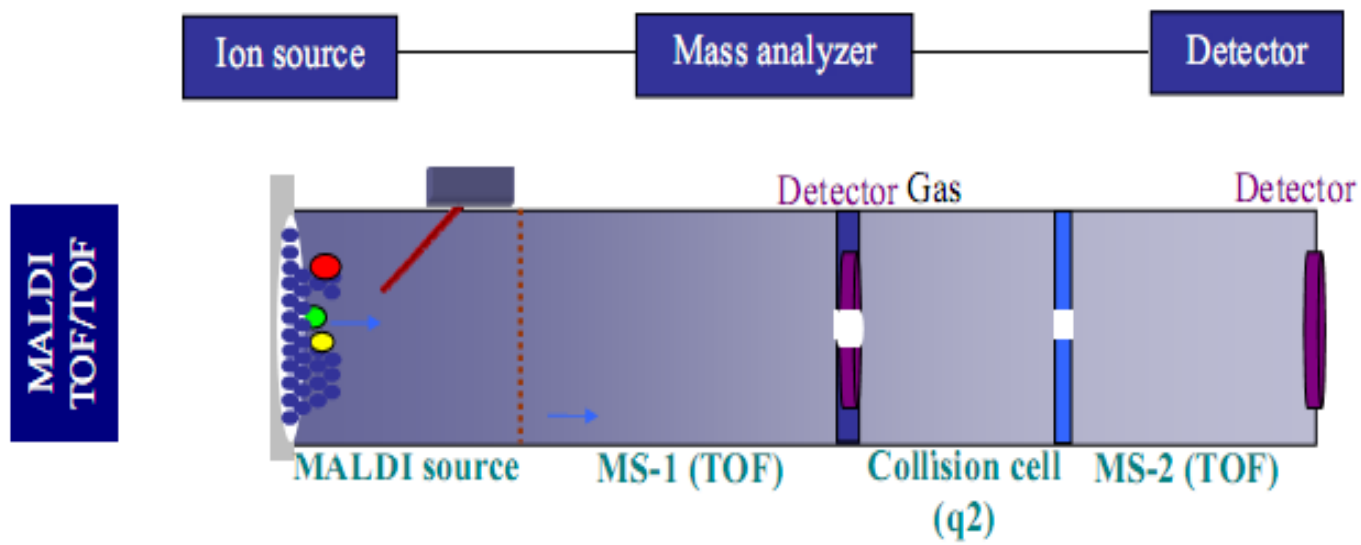 Ion source
Mass analyzer
Detector
MALDI
TOF/TOF
Detector
Gas
Detector
MALDI source
MS-1 (TOF)
Collision cell
(q2)
MS-2 (TOF)